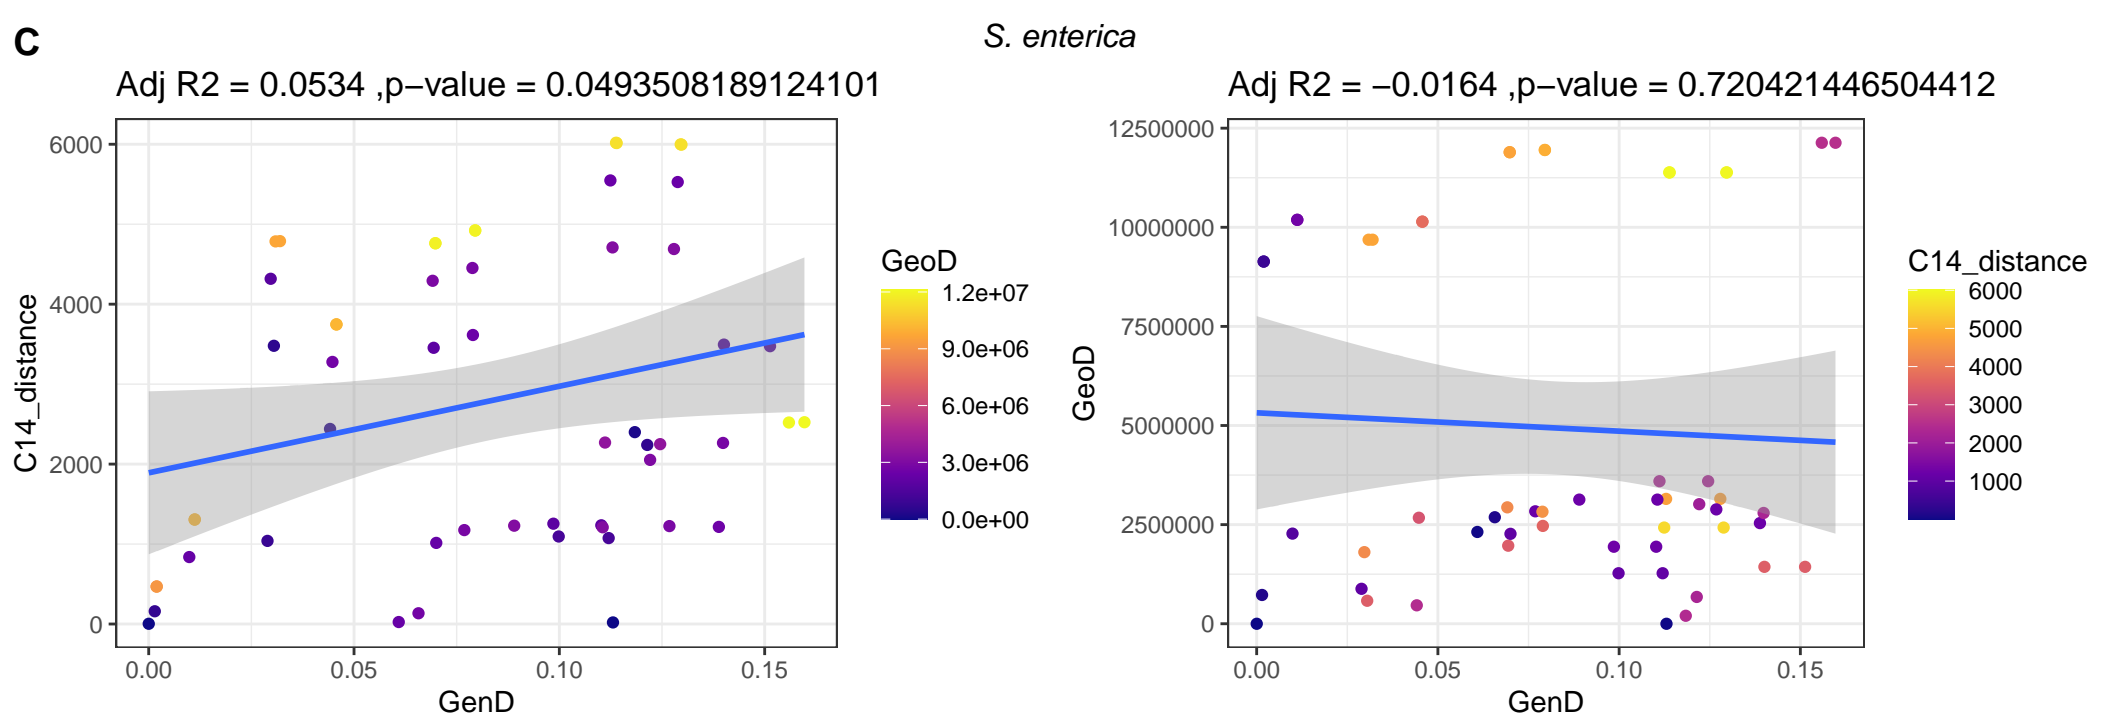 C
S. enterica
Adj R2 = 0.0534 ,p−value = 0.0493508189124101
6000
4000
2000
0
C14_distance
0.00
0.05
0.10
0.15
GenD
GeoD
1.2e+07
9.0e+06
6.0e+06
3.0e+06
0.0e+00
Adj R2 = −0.0164 ,p−value = 0.720421446504412
12500000
10000000
7500000
5000000
2500000
0
GeoD
0.00
0.05
0.10
0.15
GenD
C14_distance
6000
5000
4000
3000
2000
1000